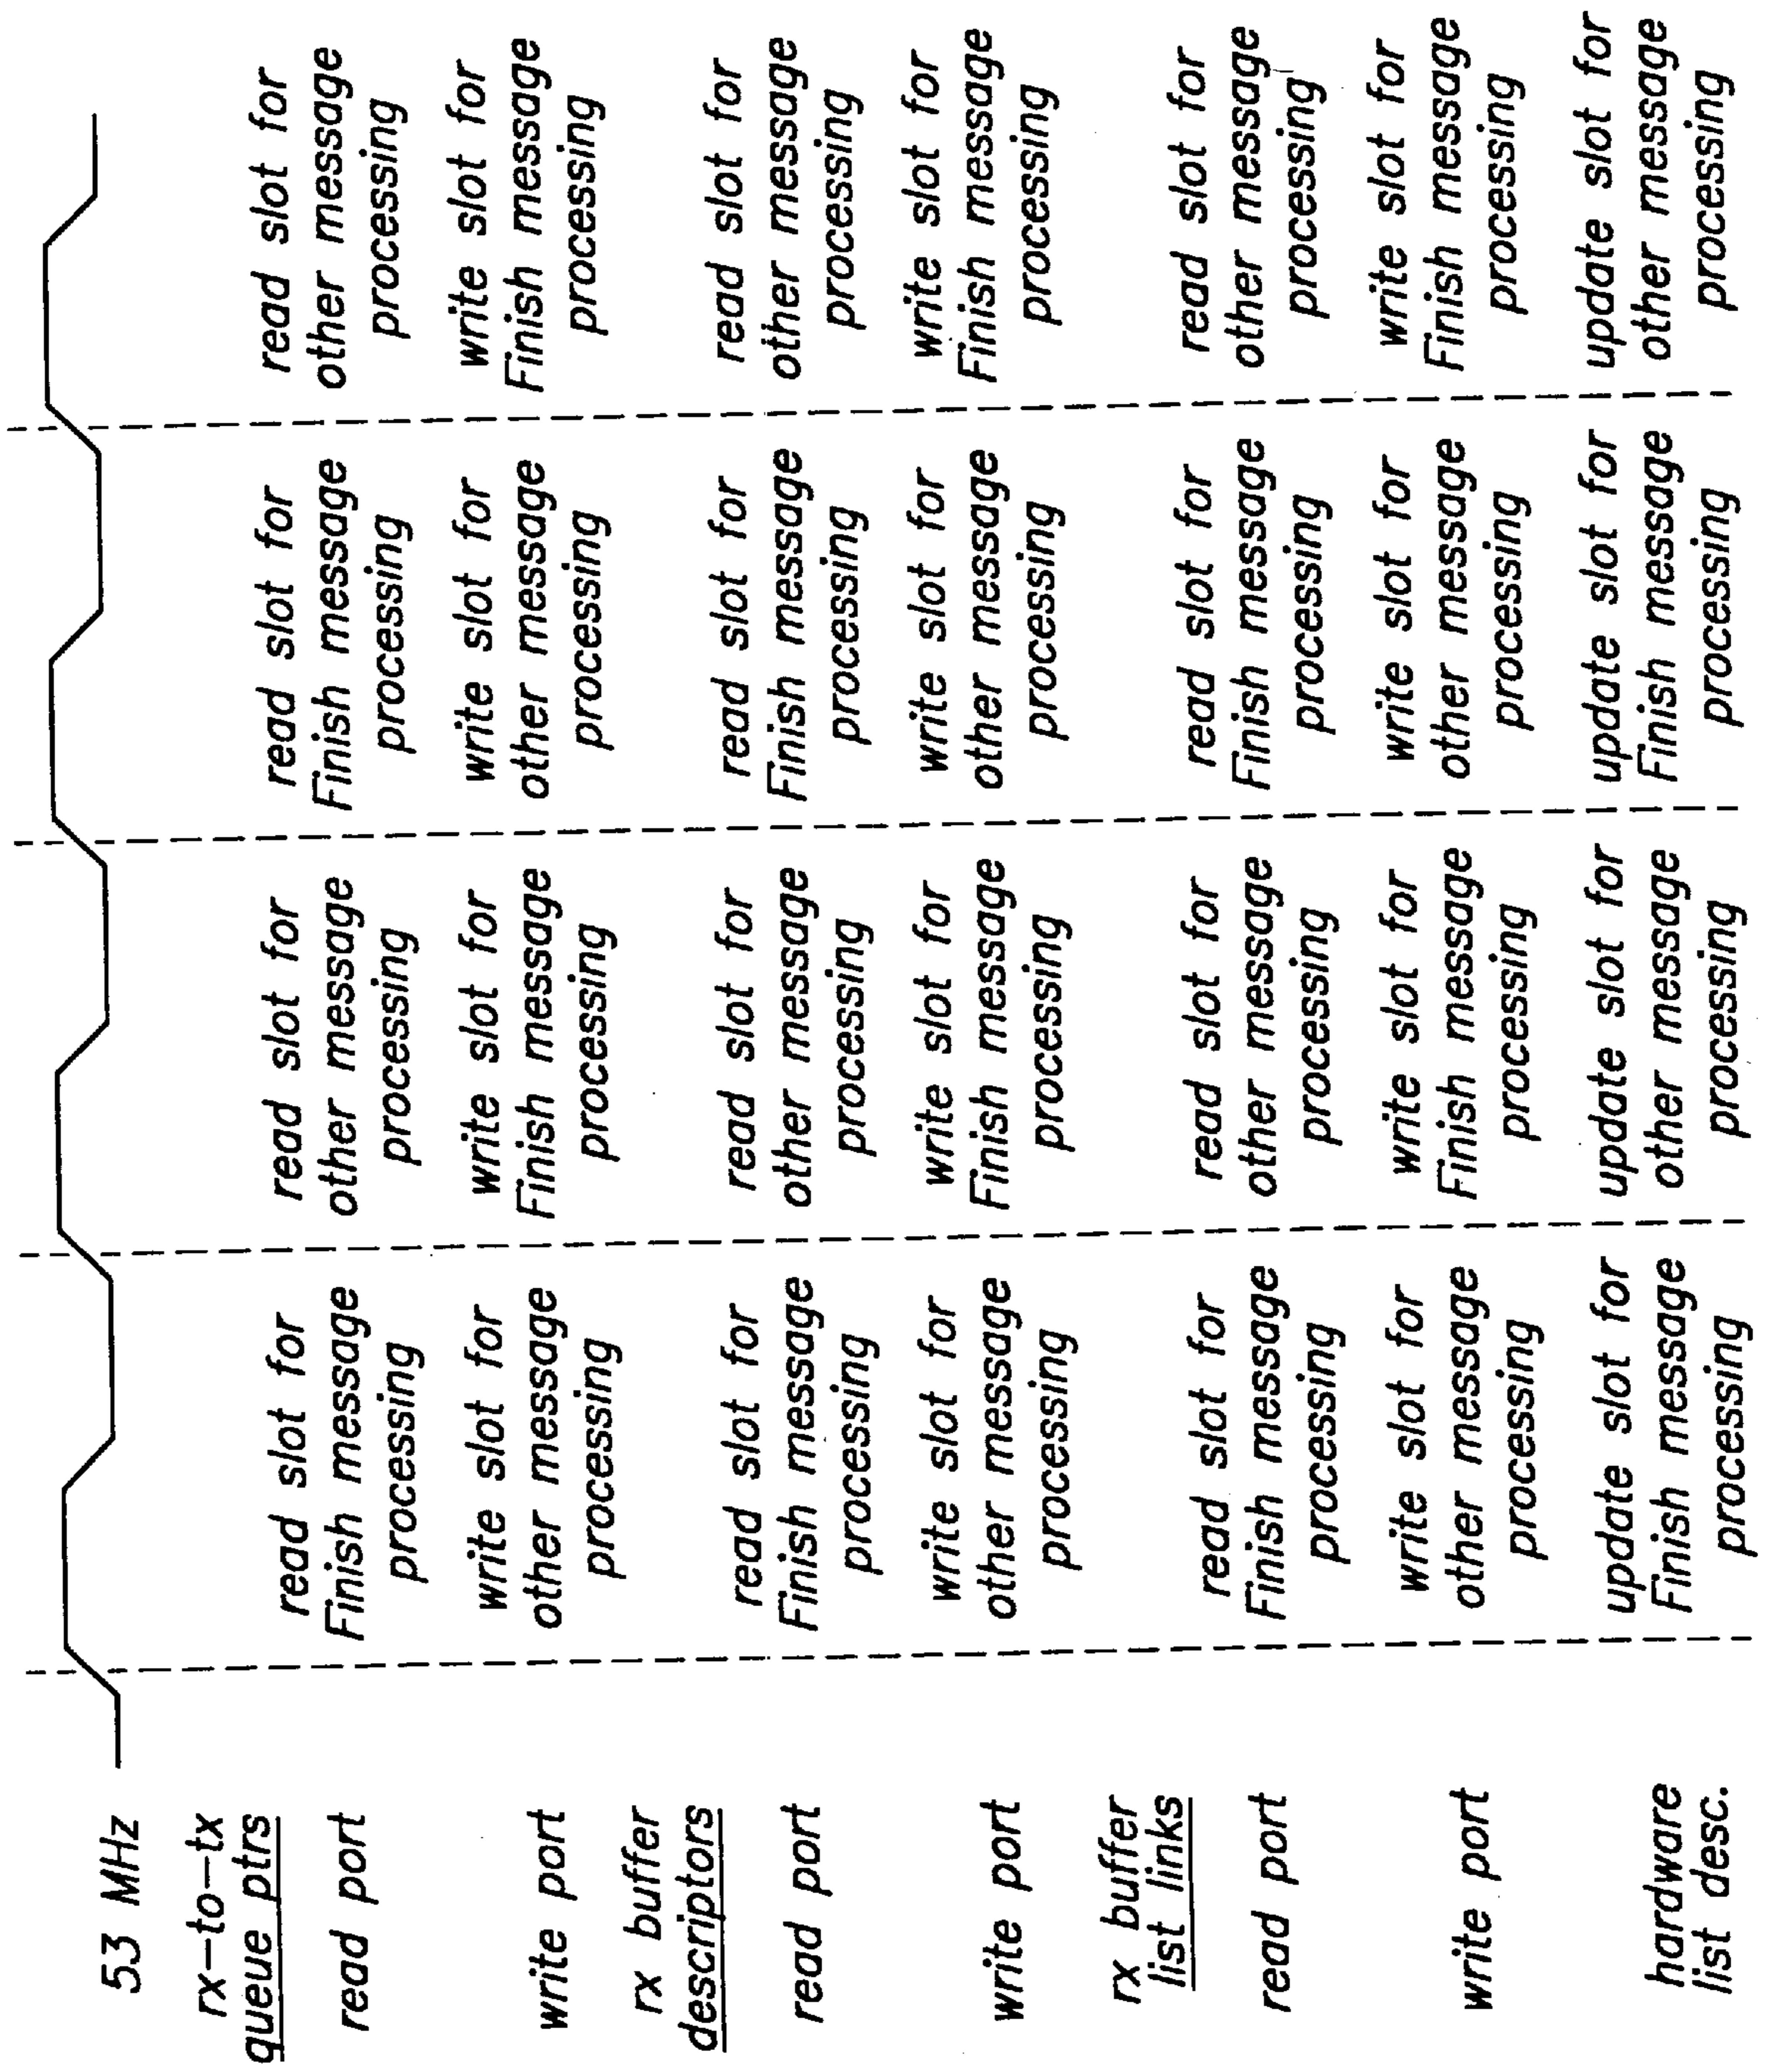 53 MHz
rx-to-tx
queue ptrs
read port
read slot for
Finish message
processing
read slot for
other message
processing
read slot for
Finish message
processing
read slot for
other message
processing
write port
write slot for
other message
processing
write slot for
Finish message
processing
write slot for
other message
processing
write slot for
Finish message
processing
rx buffer
descriptors
read port
read slot for
Finish message
processing
read slot for
other message
processing
read slot for
Finish message
processing
read slot for
other message
processing
write port
write slot for
other message
processing
write slot for
Finish message
processing
write slot for
other message
processing
write slot for
Finish message
processing
rx buffer
list links
read port
read slot for
Finish message
processing
read slot for
other message
processing
read slot for
Finish message
processing
read slot for
other message
processing
write port
write slot for
other message
processing
write slot for
Finish message
processing
write slot for
other message
processing
write slot for
Finish message
processing
hardware
list desc.
update slot for
Finish message
processing
update slot for
other message
processing
update slot for
Finish message
processing
update slot for
other message
processing